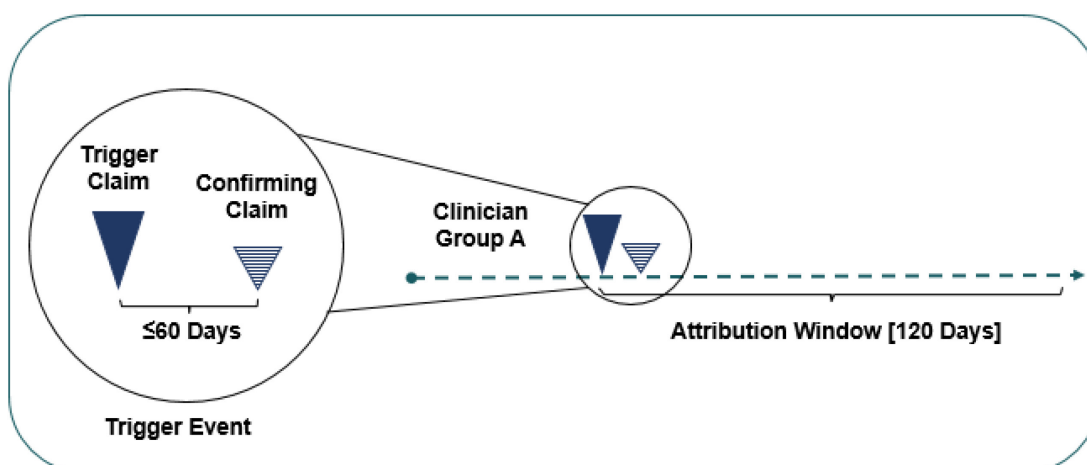 Trigger
Claim
Confirming
Claim
≤60 Days
Trigger Event
Clinician
Group A
Attribution Window [120 Days]